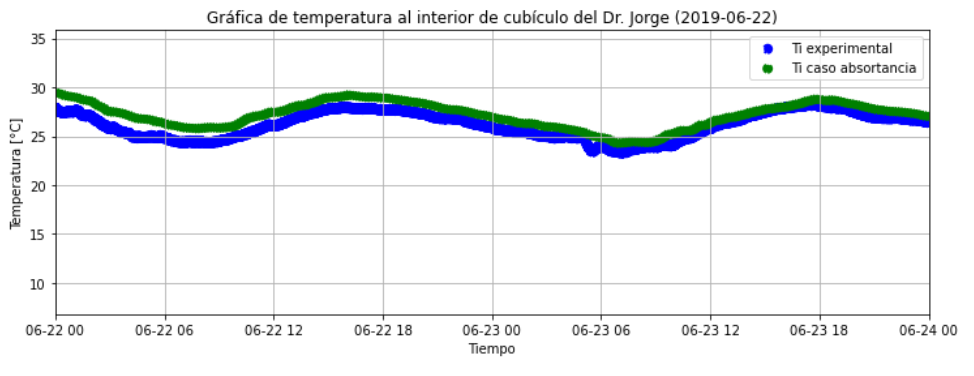 Gráfica de temperatura al interior de cubículo del Dr. Jorge (2019-06-22)
Ti experimental
Ti caso absortancia
Temperatura [°C]
35
30
25
20
15
10
06-22 00 06-22 06 06-22 12 06-22 18 06-23 00 06-23 06 06-23 12 06-23 18 06-24 00
Tiempo